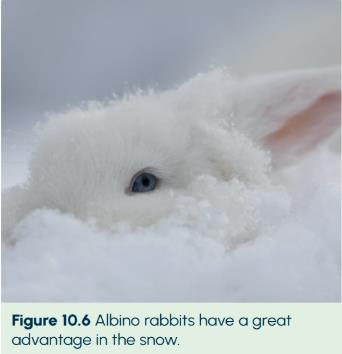 Figure 10.6 Albino rabbits have a great
advantage in the snow.